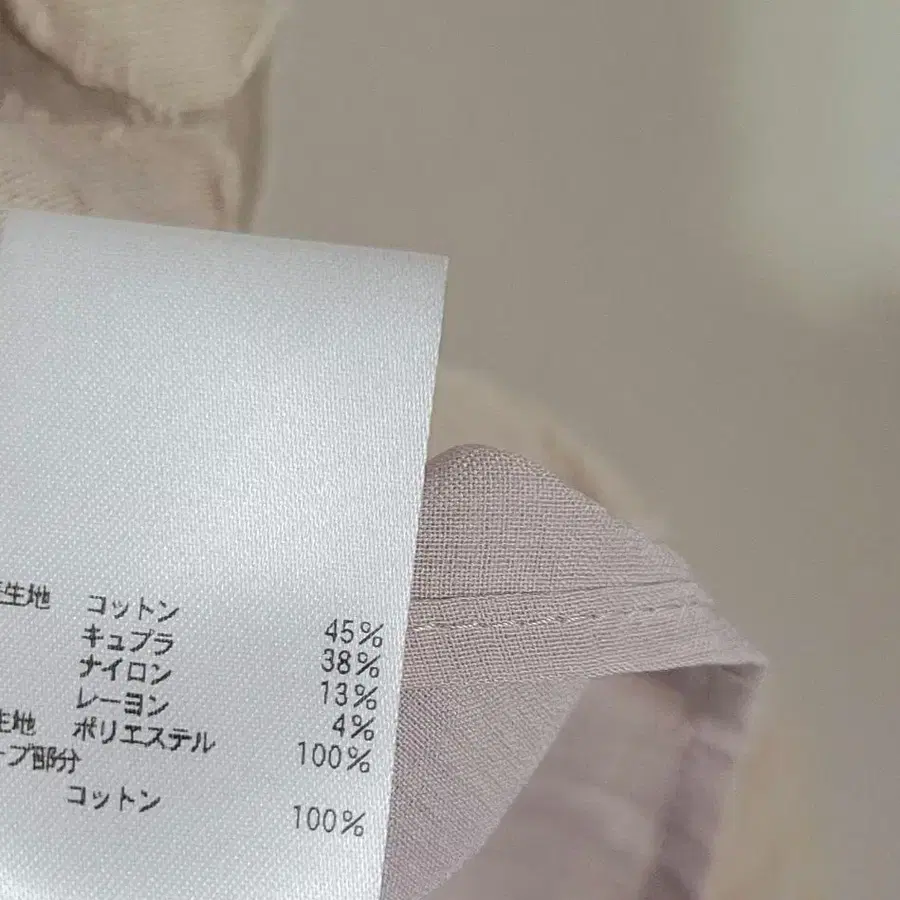 生地 コットン 45%
キュプラ 38%
ナイロン 13%
レーヨン 4%
生地 ポリエステル 100%
ープ部分
コットン 100%